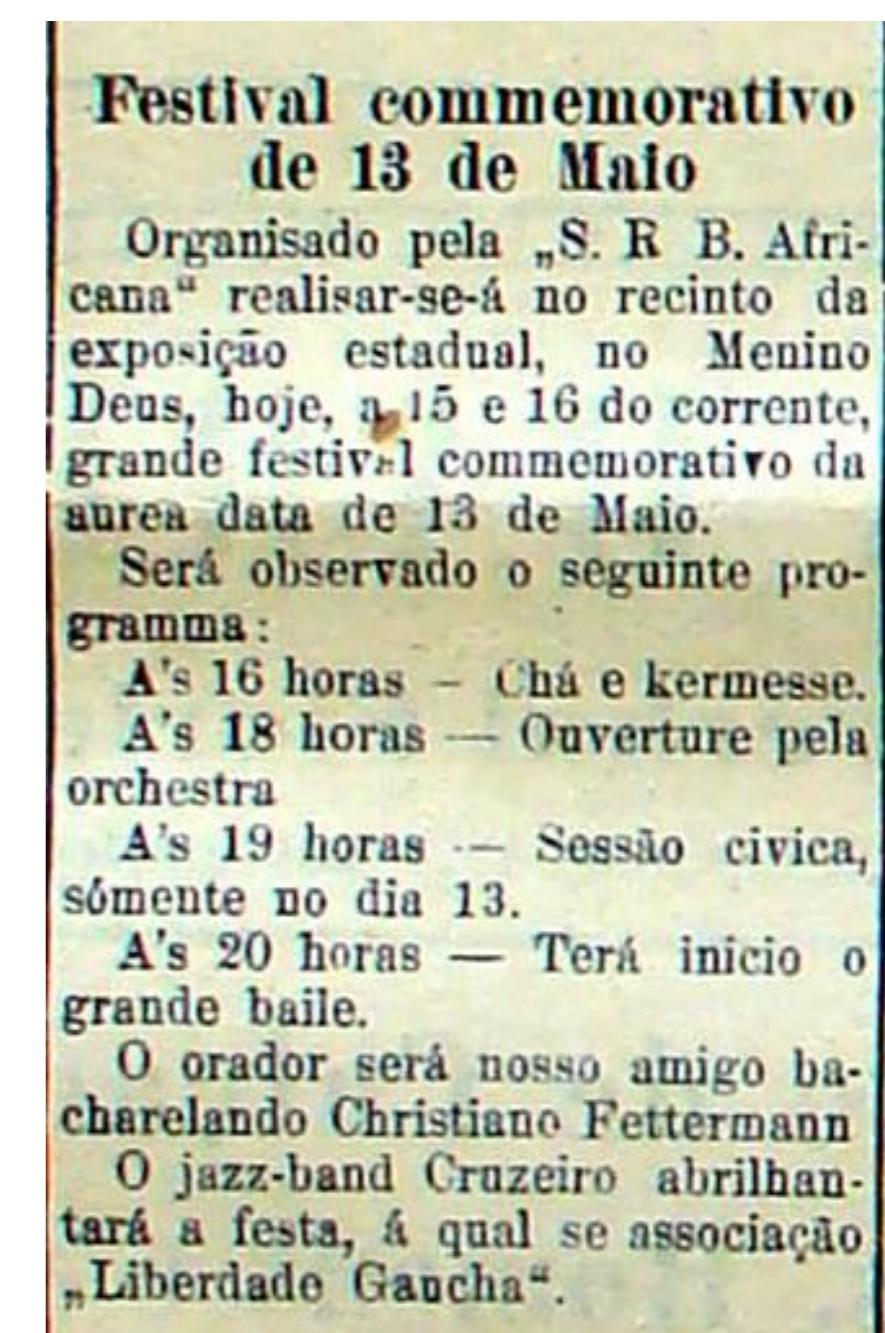 Festival commemorativo
de 13 de Maio
Organisado pela „S. R B. Afri-
cana“ realisar-se-á no recinto da
exposição estadual, no Menino
Deus, hoje, a 15 e 16 do corrente,
grande festival commemorativo da
aurea data de 13 de Maio.
Será observado o seguinte pro-
gramma:
A's 16 horas – Chá e kermesse.
A's 18 horas — Ouverture pela
orchestra
A's 19 horas — Sessão civica,
sómente no dia 13.
A's 20 horas — Terá inicio o
grande baile.
O orador será nosso amigo ba-
charelando Christiano Fettermann
O jazz-band Cruzeiro abrilhan-
tará a festa, á qual se associação
„Liberdade Gaucha“.